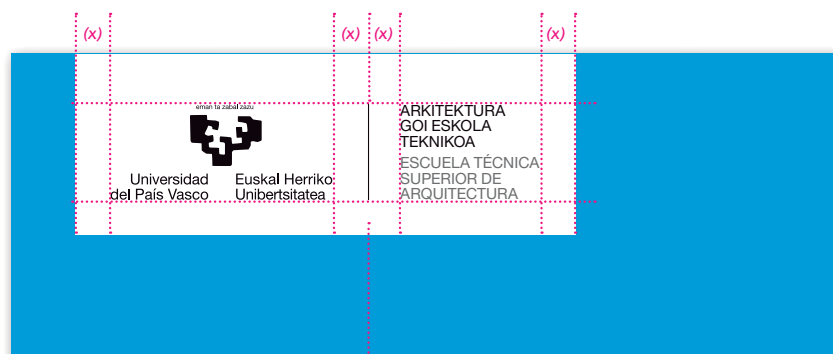 (x) (x) (x) (x)
eman ta zabal zazu
Universidad
del País Vasco
Euskal Herriko
Unibertsitatea
ARKITEKTURA
GOI ESKOLA
TEKNIKOA
ESCUELA TÉCNICA
SUPERIOR DE
ARQUITECTURA